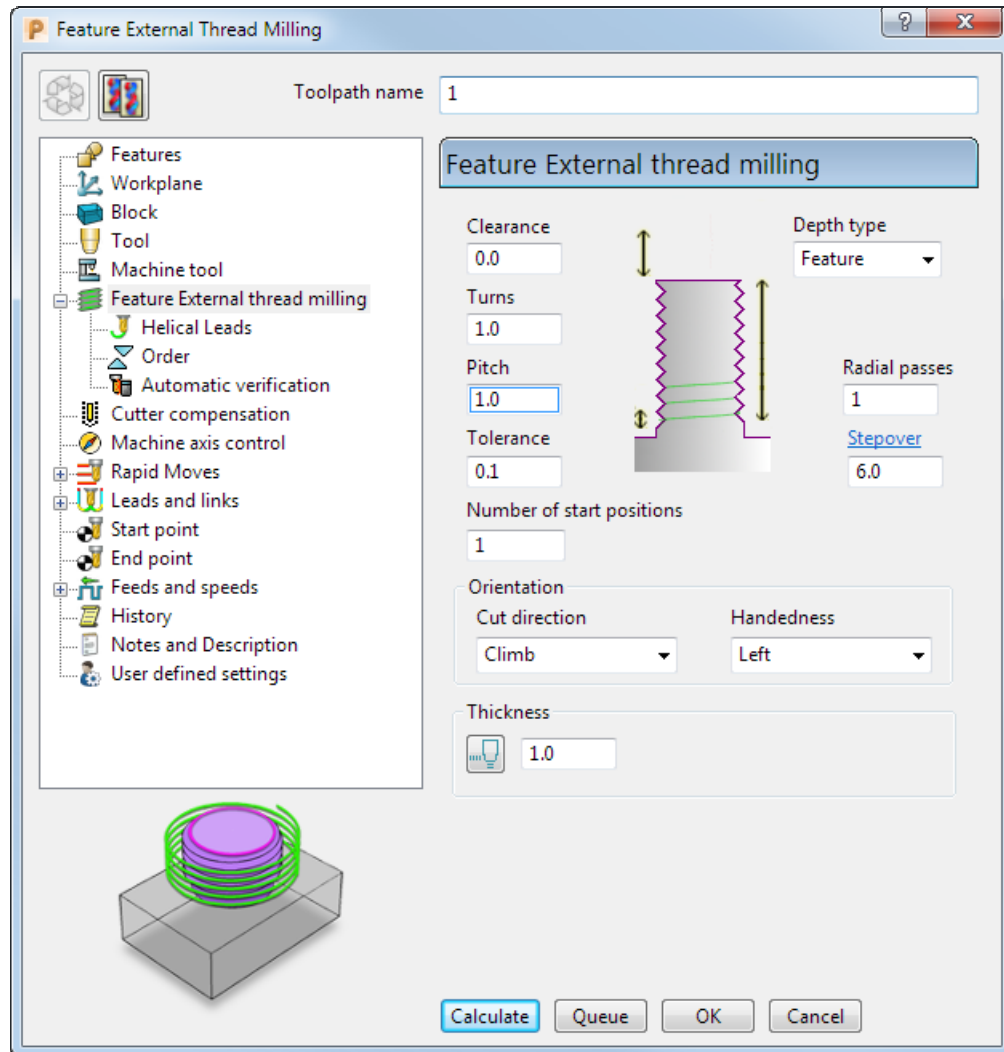 Feature External Thread Milling
Toolpath name 1
Features
Workplane
Block
Tool
Machine tool
Feature External thread milling
Helical Leads
Order
Automatic verification
Cutter compensation
Machine axis control
Rapid Moves
Leads and links
Start point
End point
Feeds and speeds
History
Notes and Description
User defined settings
Feature External thread milling
Clearance
0.0
Depth type
Feature
Turns
1.0
Pitch
1.0
Radial passes
1
Tolerance
0.1
Stepover
6.0
Number of start positions
1
Orientation
Cut direction Handedness
Climb Left
Thickness
1.0
Calculate Queue OK Cancel